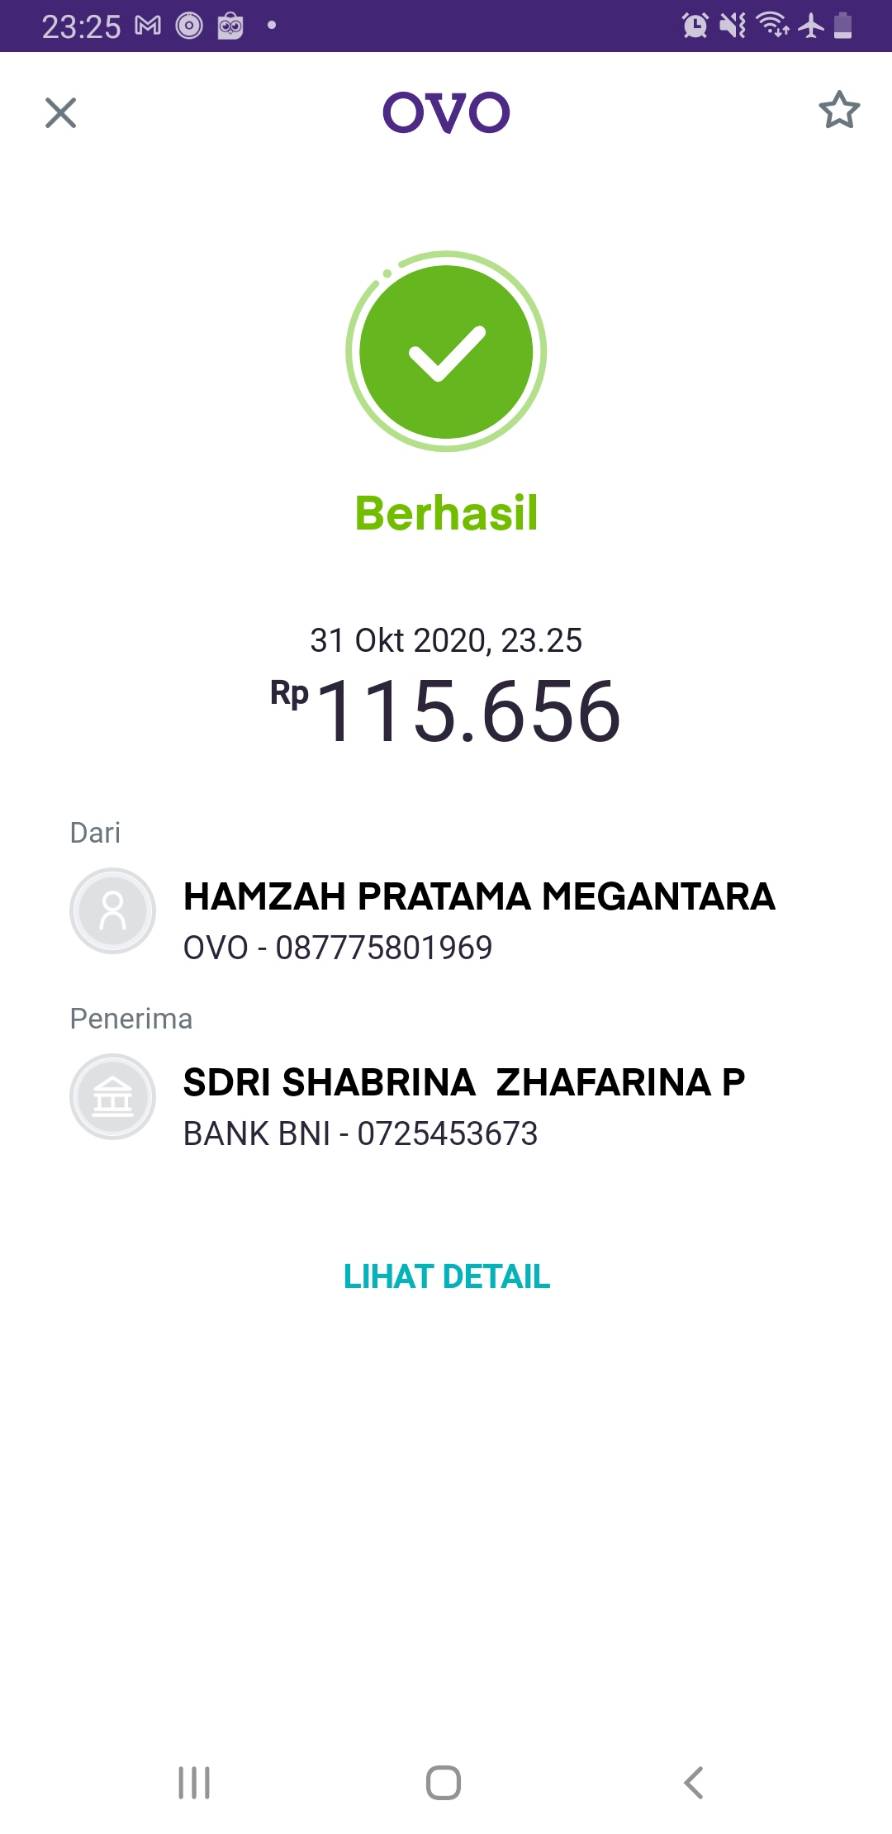 23:25
OVO
Berhasil
31 Okt 2020, 23.25
Rp 115.656
Dari
HAMZAH PRATAMA MEGANTARA
OVO - 087775801969
Penerima
SDRI SHABRINA  ZHAFARINA P
BANK BNI - 0725453673
LIHAT DETAIL